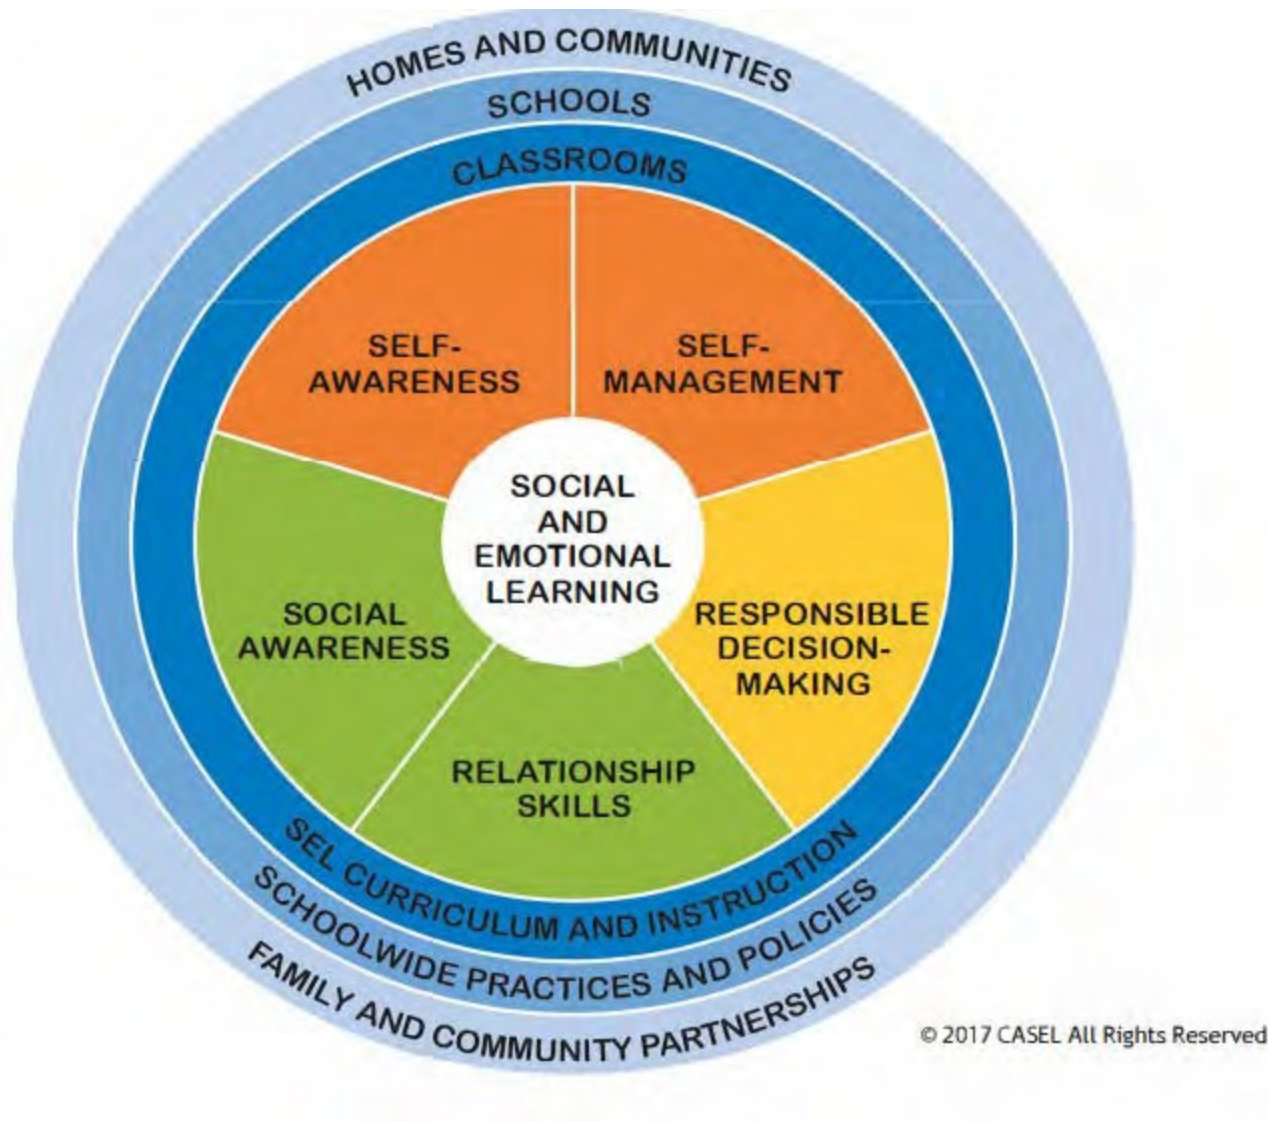 HOMES AND COMMUNITIES
SCHOOLS
CLASSROOMS
SELF-
AWARENESS
SELF-
MANAGEMENT
SOCIAL
AND
EMOTIONAL
LEARNING
SOCIAL
AWARENESS
RESPONSIBLE
DECISION-
MAKING
RELATIONSHIP
SKILLS
SEL CURRICULUM AND INSTRUCTION
SCHOOLWIDE PRACTICES AND POLICIES
FAMILY AND COMMUNITY PARTNERSHIPS
© 2017 CASEL All Rights Reserved